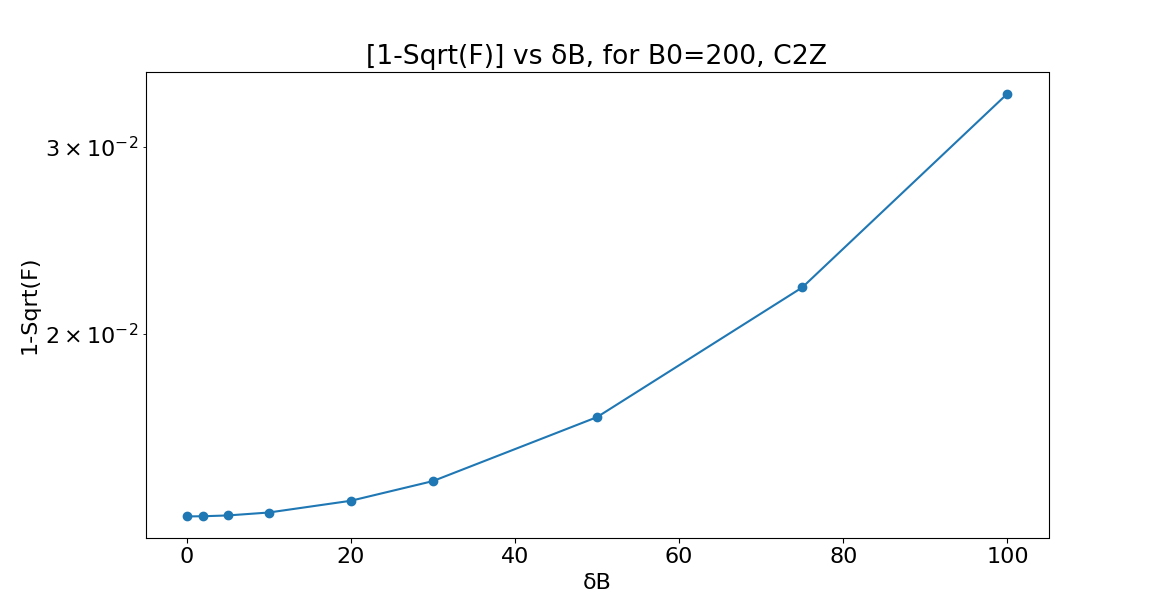 [1-Sqrt(F)] vs δB, for B0=200, C2Z
1-Sqrt(F)
3 × 10⁻²
2 × 10⁻²
0 20 40 60 80 100
δB